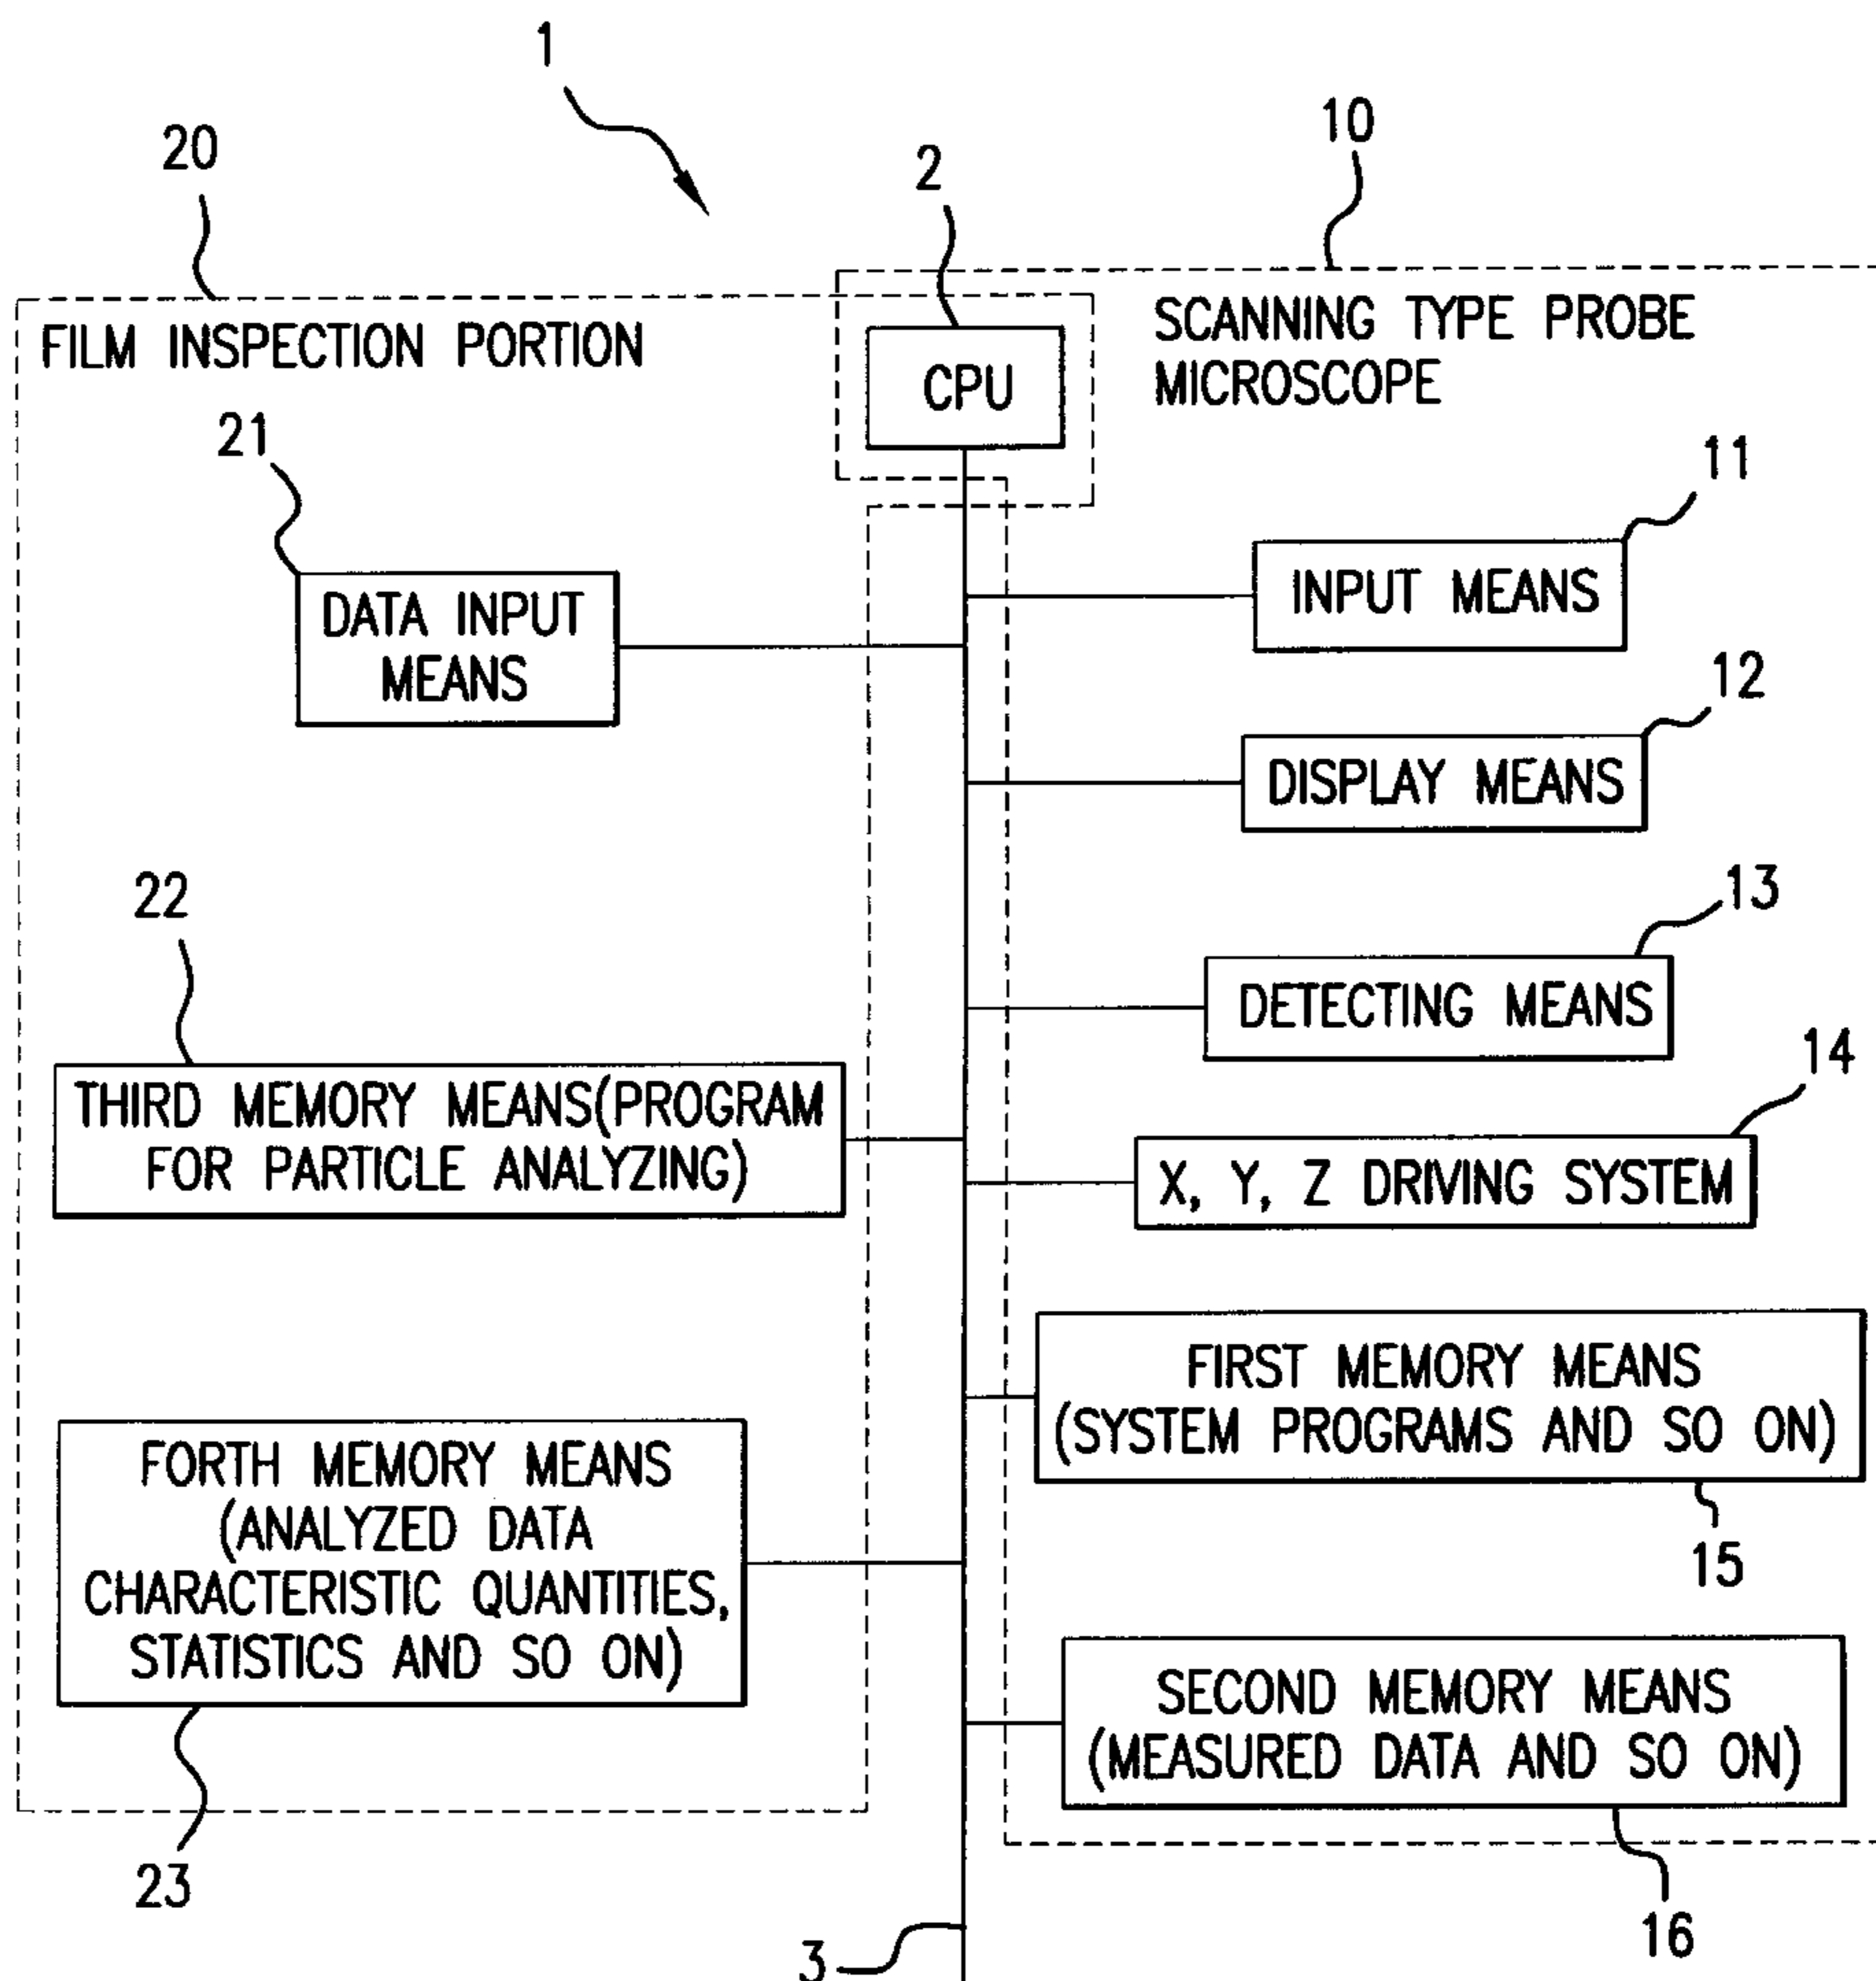 1
20
2
10
FILM INSPECTION PORTION
CPU
SCANNING TYPE PROBE
MICROSCOPE
21
11
DATA INPUT
MEANS
INPUT MEANS
12
DISPLAY MEANS
22
13
DETECTING MEANS
14
THIRD MEMORY MEANS(PROGRAM
FOR PARTICLE ANALYZING)
X, Y, Z DRIVING SYSTEM
FIRST MEMORY MEANS
(SYSTEM PROGRAMS AND SO ON)
15
FORTH MEMORY MEANS
(ANALYZED DATA
CHARACTERISTIC QUANTITIES,
STATISTICS AND SO ON)
SECOND MEMORY MEANS
(MEASURED DATA AND SO ON)
23
16
3